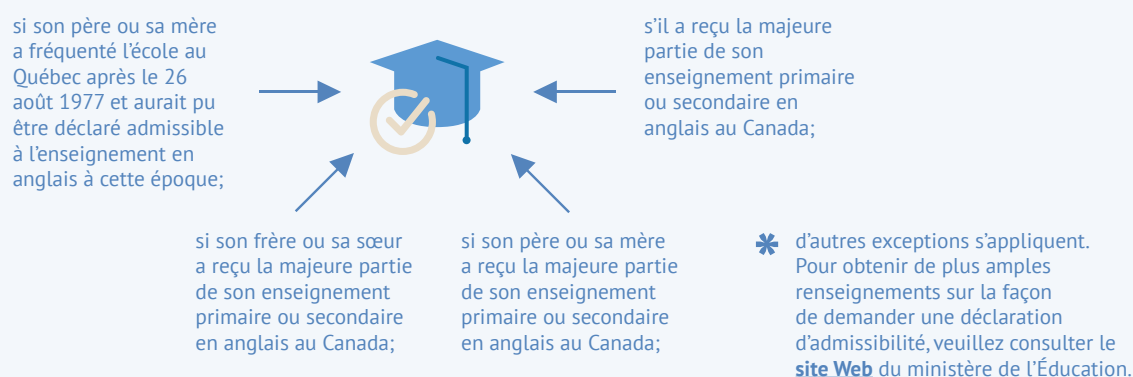 si son père ou sa mère
a fréquenté l’école au
Québec après le 26
août 1977 et aurait pu
être déclaré admissible
à l’enseignement en
anglais à cette époque;
s’il a reçu la majeure
partie de son
enseignement primaire
ou secondaire en
anglais au Canada;
si son frère ou sa sœur
a reçu la majeure partie
de son enseignement
primaire ou secondaire
en anglais au Canada;
si son père ou sa mère
a reçu la majeure partie
de son enseignement
primaire ou secondaire
en anglais au Canada;
* d’autres exceptions s’appliquent.
Pour obtenir de plus amples
renseignements sur la façon
de demander une déclaration
d’admissibilité, veuillez consulter le
site Web du ministère de l’Éducation.